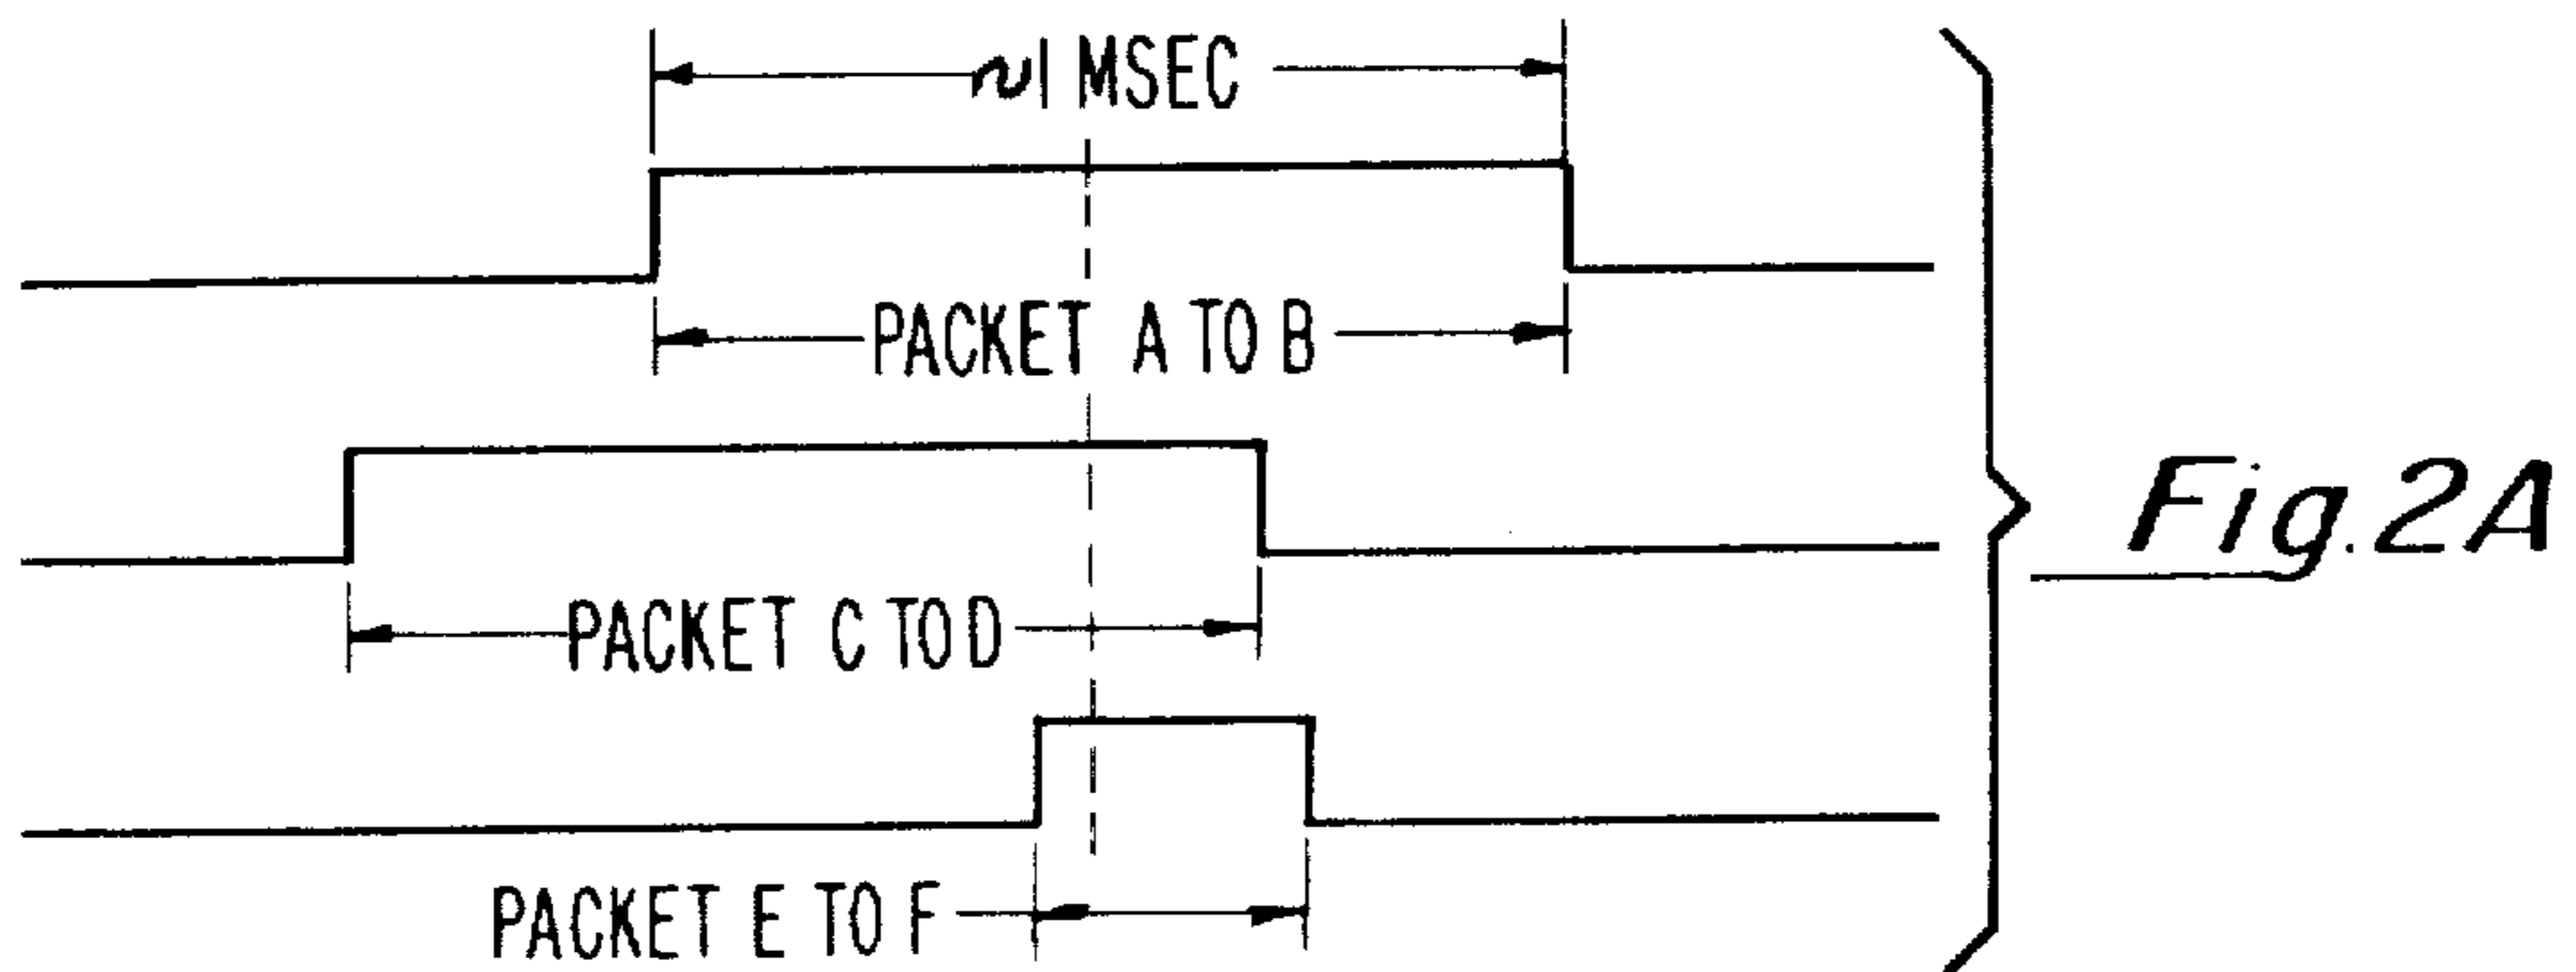 ~1 MSEC
PACKET A TO B
PACKET C TO D
PACKET E TO F
Fig. 2A